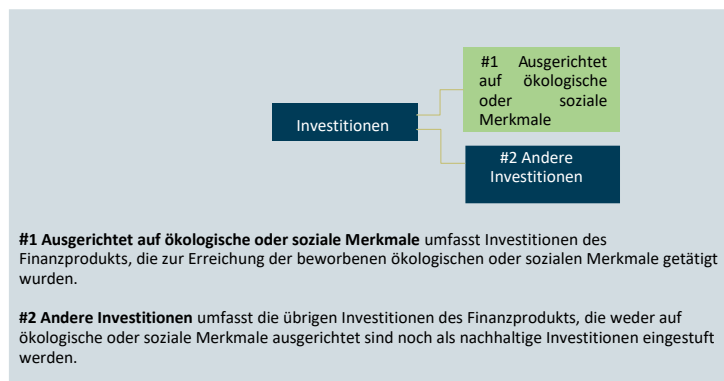 #1 Ausgerichtet
auf ökologische
oder soziale
Merkmale
Investitionen
#2 Andere
Investitionen
#1 Ausgerichtet auf ökologische oder soziale Merkmale umfasst Investitionen des
Finanzprodukts, die zur Erreichung der beworbenen ökologischen oder sozialen Merkmale getätigt
wurden.
#2 Andere Investitionen umfasst die übrigen Investitionen des Finanzprodukts, die weder auf
ökologische oder soziale Merkmale ausgerichtet sind noch als nachhaltige Investitionen eingestuft
werden.